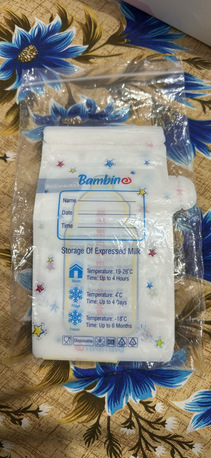 Bambino
Name
Date
Time
Storage Of Expressed Milk
Temperature: 19-26°C
Time: Up to 4 Hours
Temperature: 4°C
Time: Up to 4 Days
Temperature: -18°C
Time: Up to 6 Months
Disposable